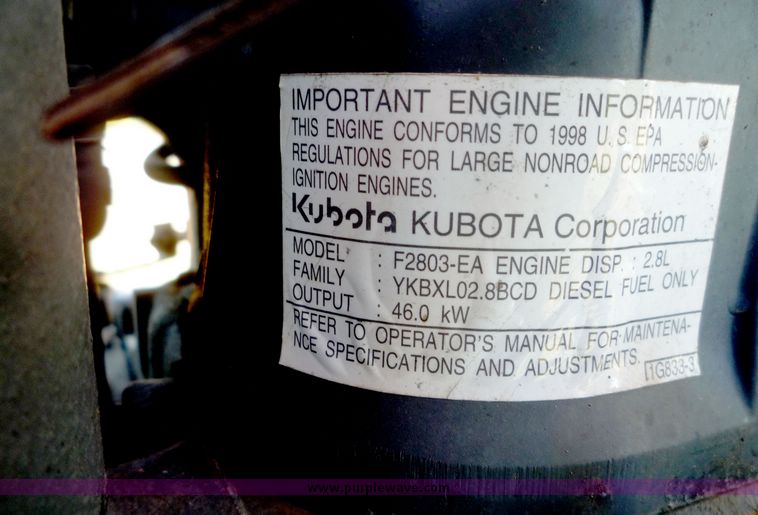 IMPORTANT ENGINE INFORMATION
THIS ENGINE CONFORMS TO 1998 U.S EPA
REGULATIONS FOR LARGE NONROAD COMPRESSION-
IGNITION ENGINES.
Kubota KUBOTA Corporation
MODEL : F2803-EA ENGINE DISP. : 2.8L
FAMILY : YKBXL02.8BCD DIESEL FUEL ONLY
OUTPUT : 46.0 kW
REFER TO OPERATOR'S MANUAL FOR MAINTENA-
NCE SPECIFICATIONS AND ADJUSTMENTS.
1G833-3
www.purplewave.com